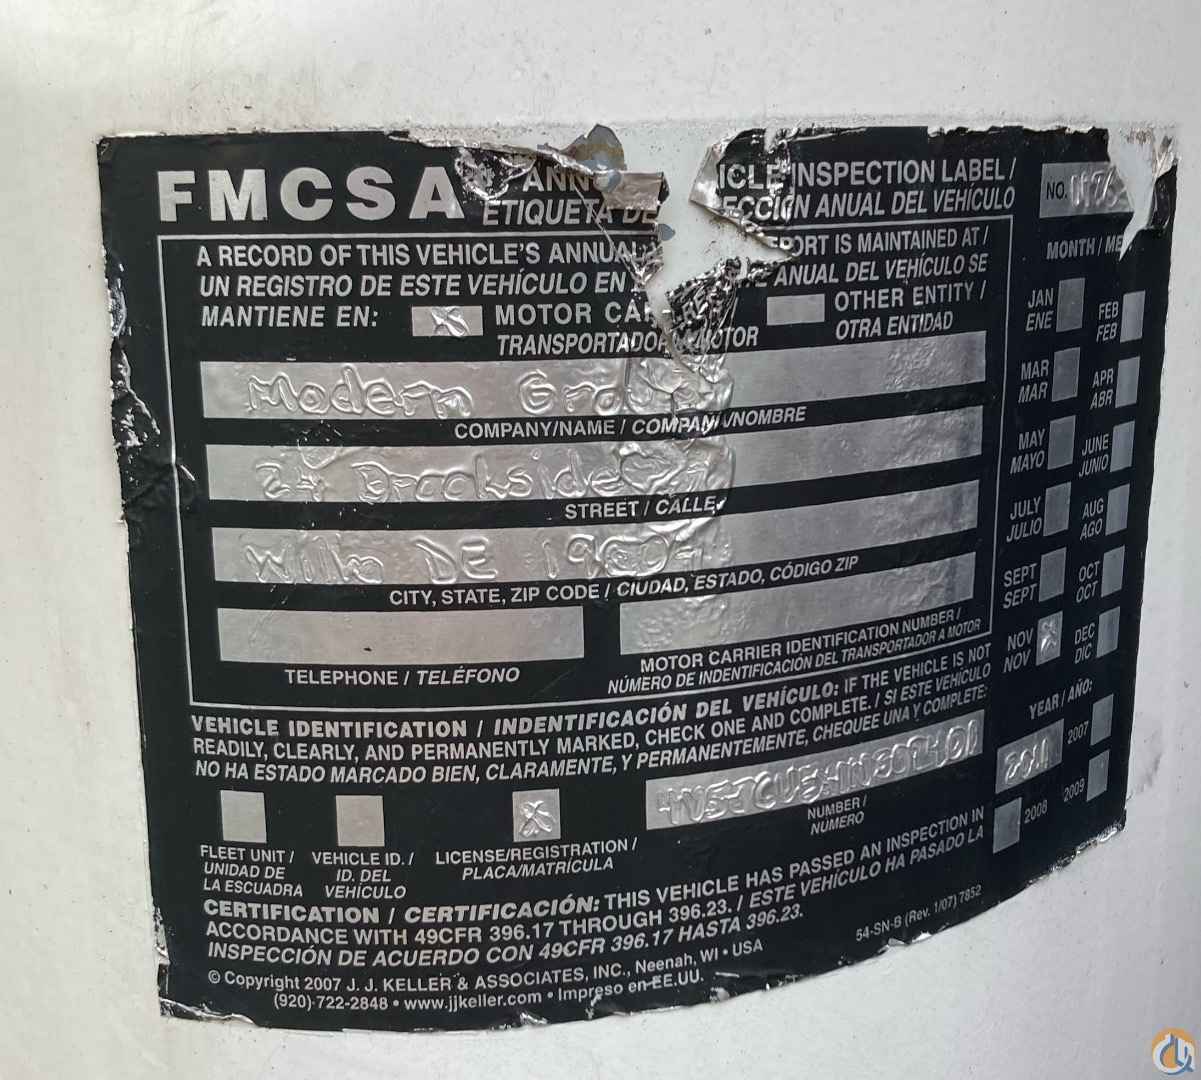 FMCSA
ETIQUETA DE
INSPECTION LABEL /
ANUAL DEL VEHÍCULO
NO. 1178
A RECORD OF THIS VEHICLE'S ANNUAL
IS MAINTAINED AT /
UN REGISTRO DE ESTE VEHÍCULO EN
ANUAL DEL VEHÍCULO SE
MANTIENE EN:
X
MOTOR
TRANSPORTADOR
MOTOR
OTHER ENTITY /
OTRA ENTIDAD
Modern
COMPANY/NAME / COMPANY/NOMBRE
24 Brookside
STREET / CALLE
Wilm DE
CITY, STATE, ZIP CODE / CIUDAD, ESTADO, CÓDIGO ZIP
TELEPHONE / TELÉFONO
MOTOR CARRIER IDENTIFICATION NUMBER /
NÚMERO DE INDENTIFICACIÓN DEL TRANSPORTADOR A MOTOR
VEHICLE IDENTIFICATION / INDENTIFICACIÓN DEL VEHÍCULO: IF THE VEHICLE IS NOT
READILY, CLEARLY, AND PERMANENTLY MARKED, CHECK ONE AND COMPLETE. / SI ESTE VEHÍCULO
NO HA ESTADO MARCADO BIEN, CLARAMENTE, Y PERMANENTEMENTE, CHEQUEE UNA Y COMPLETE:
FLEET UNIT /
UNIDAD DE
LA ESCUADRA
VEHICLE ID. /
ID. DEL
VEHÍCULO
X
LICENSE/REGISTRATION /
PLACA/MATRÍCULA
NUMBER /
NÚMERO
CERTIFICATION / CERTIFICACIÓN: THIS VEHICLE HAS PASSED AN INSPECTION IN
ACCORDANCE WITH 49CFR 396.17 THROUGH 396.23. / ESTE VEHÍCULO HA PASADO LA
INSPECCIÓN DE ACUERDO CON 49CFR 396.17 HASTA 396.23.
© Copyright 2007 J. J. KELLER & ASSOCIATES, INC., Neenah, WI • USA
(920)-722-2848 • www.jjkeller.com • Impreso en EE.UU.
54-SN-B (Rev. 1/07) 7852
MONTH /
JAN
ENE
FEB
FEB
MAR
MAR
APR
ABR
MAY
MAYO
JUNE
JUNIO
JULY
JULIO
AUG
AGO
SEPT
SEPT
OCT
OCT
NOV
NOV
X
DEC
DIC
YEAR / AÑO:
2011
2007
2008
2009